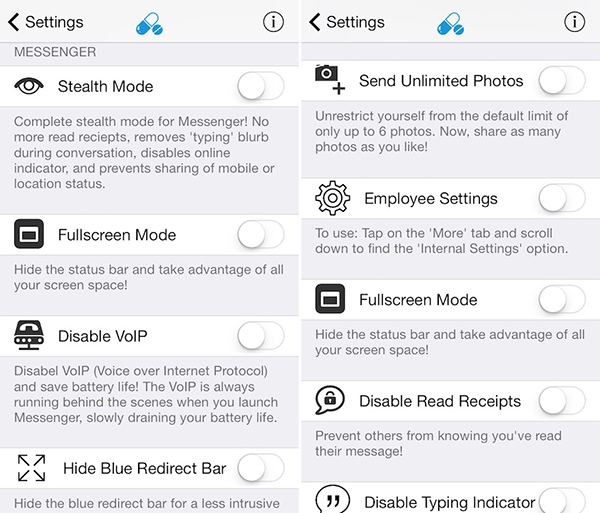 Settings
MESSENGER
Stealth Mode
Complete stealth mode for Messenger! No
more read reciepts, removes 'typing' blurb
during conversation, disables online
indicator, and prevents sharing of mobile or
location status.
Fullscreen Mode
Hide the status bar and take advantage of all
your screen space!
Disable VoIP
Disabel VoIP (Voice over Internet Protocol)
and save battery life! The VoIP is always
running behind the scenes when you launch
Messenger, slowly draining your battery life.
Hide Blue Redirect Bar
Hide the blue redirect bar for a less intrusive
Settings
Send Unlimited Photos
Unrestrict yourself from the default limit of
only up to 6 photos. Now, share as many
photos as you like!
Employee Settings
To use: Tap on the 'More' tab and scroll
down to find the 'Internal Settings' option.
Fullscreen Mode
Hide the status bar and take advantage of all
your screen space!
Disable Read Receipts
Prevent others from knowing you've read
their message!
Disable Typing Indicator